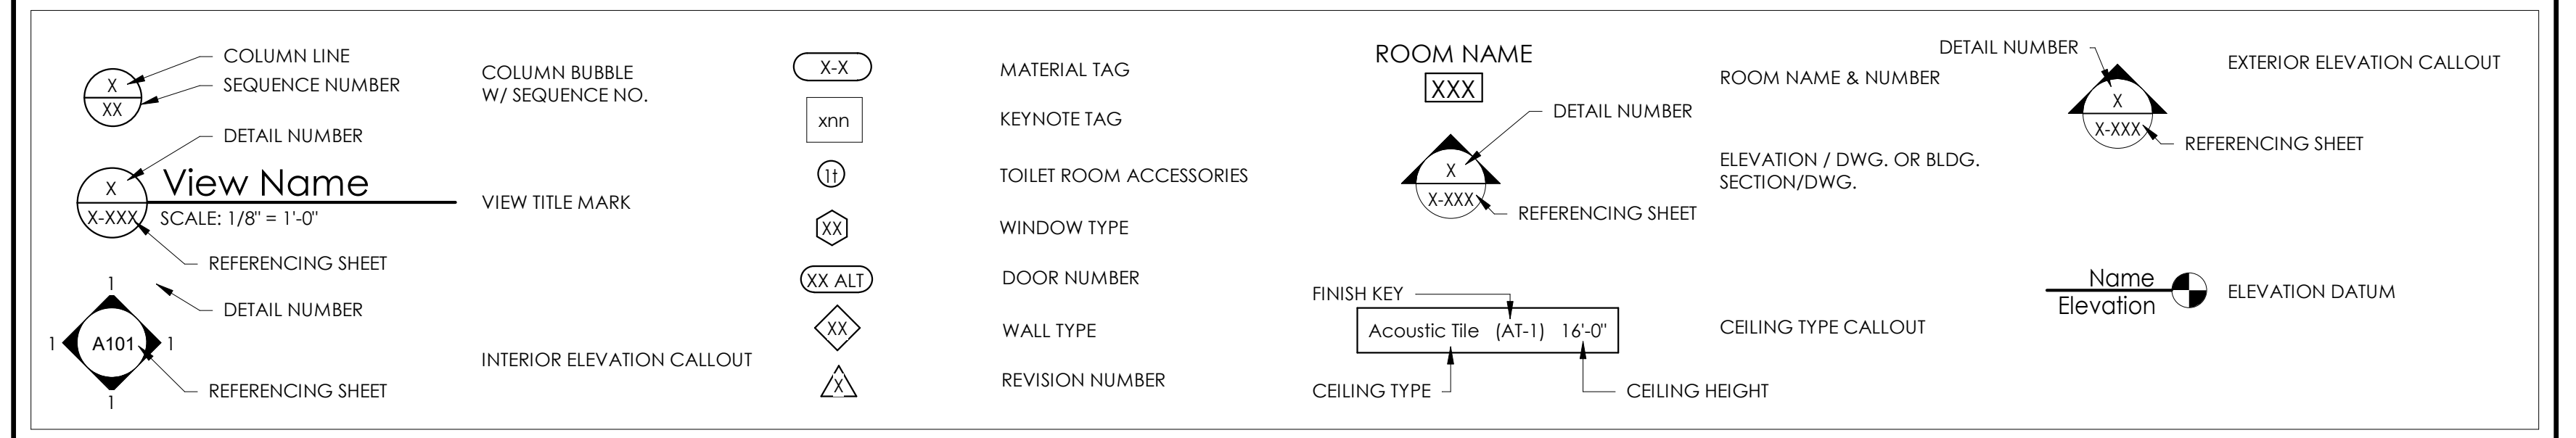 COLUMN LINE
X
SEQUENCE NUMBER
XX
COLUMN BUBBLE
W/ SEQUENCE NO.
DETAIL NUMBER
X
View Name
X-XXX
SCALE: 1/8" = 1'-0"
VIEW TITLE MARK
REFERENCING SHEET
1
DETAIL NUMBER
1
A101
1
INTERIOR ELEVATION CALLOUT
REFERENCING SHEET
1
X-X
MATERIAL TAG
xnn
KEYNOTE TAG
1t
TOILET ROOM ACCESSORIES
XX
WINDOW TYPE
XX ALT
DOOR NUMBER
XX
WALL TYPE
X
REVISION NUMBER
ROOM NAME
XXX
ROOM NAME & NUMBER
DETAIL NUMBER
X
X-XXX
ELEVATION / DWG. OR BLDG.
SECTION/DWG.
REFERENCING SHEET
FINISH KEY
Acoustic Tile (AT-1) 16'-0"
CEILING TYPE CALLOUT
CEILING TYPE
CEILING HEIGHT
DETAIL NUMBER
EXTERIOR ELEVATION CALLOUT
X
X-XXX
REFERENCING SHEET
Name
Elevation
ELEVATION DATUM